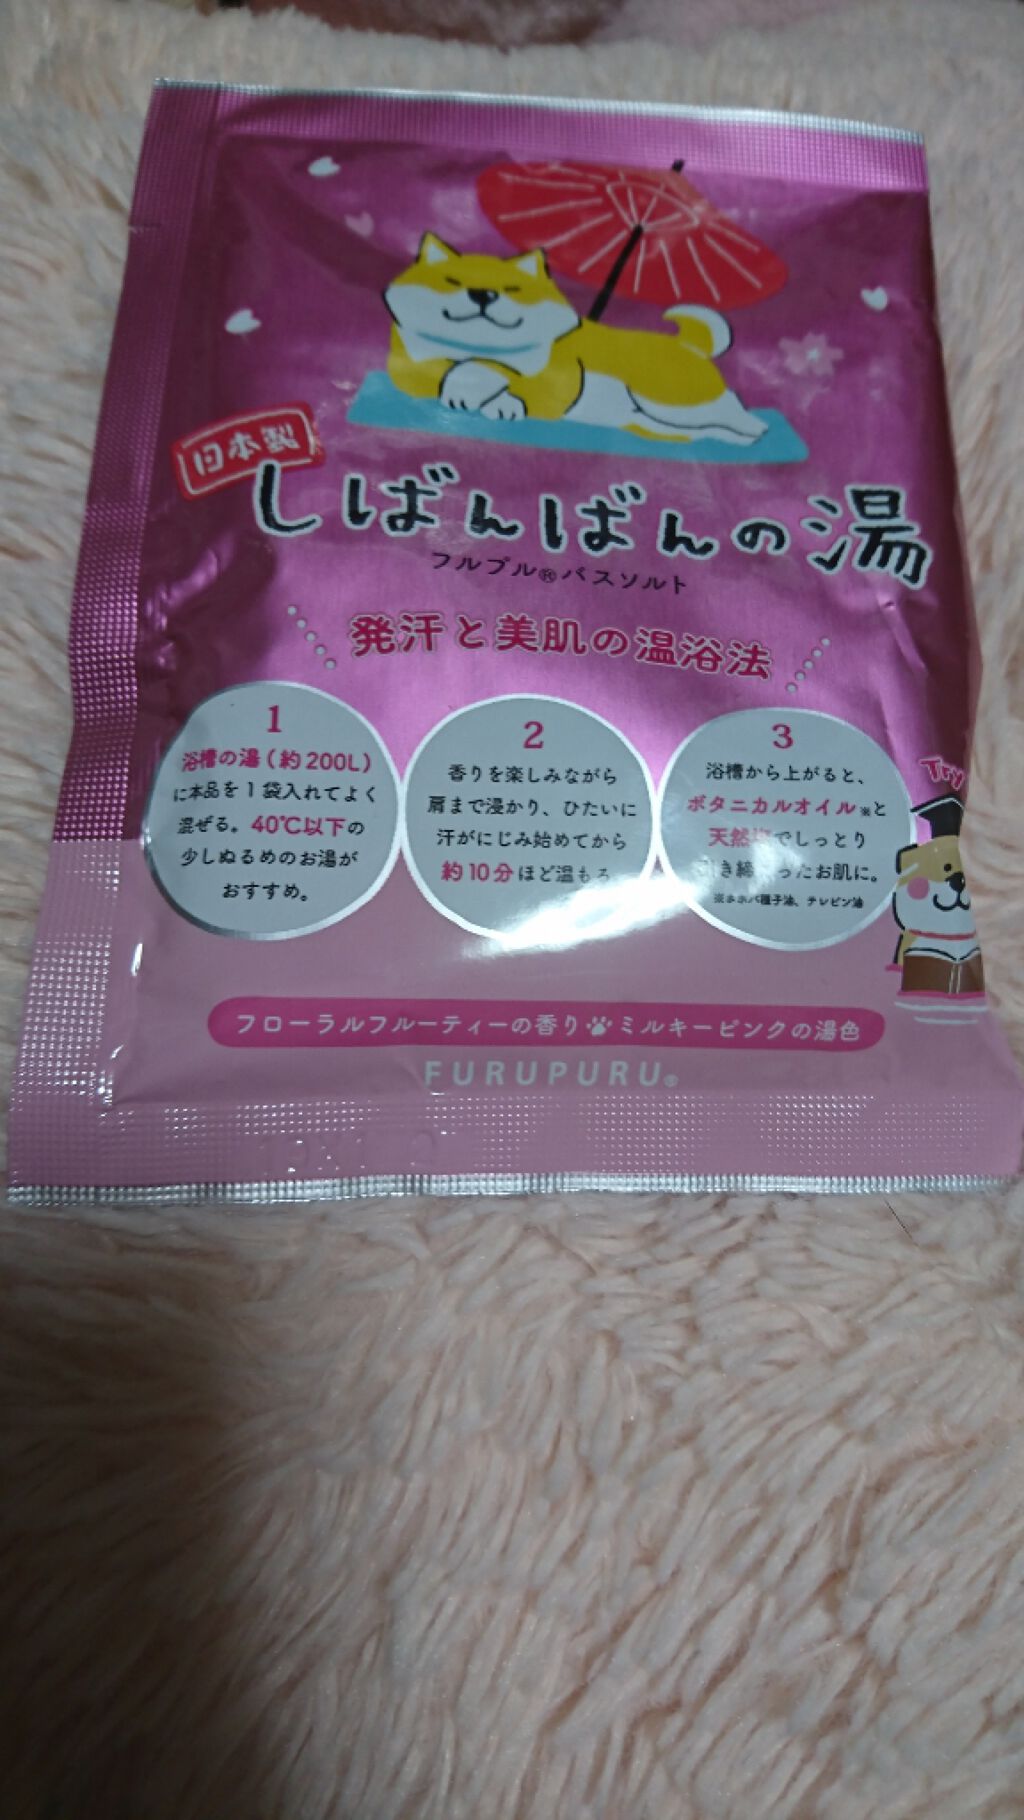 日本製
しばんばんの湯
フルプル®バスソルト
発汗と美肌の温浴法
1
浴槽の湯(約200L)
に本品を1袋入れてよく
混ぜる。40℃以下の
少しぬるめのお湯が
おすすめ。
2
香りを楽しみながら
肩まで浸かり、ひたいに
汗がにじみ始めてから
約10分ほど温もる
3
浴槽から上がると、
ボタニカルオイル※と
天然塩でしっとり
引き締まったお肌に。
※ホホバ種子油、テレビン油
Try
フローラルフルーティーの香り ミルキーピンクの湯色
FURUPURU®